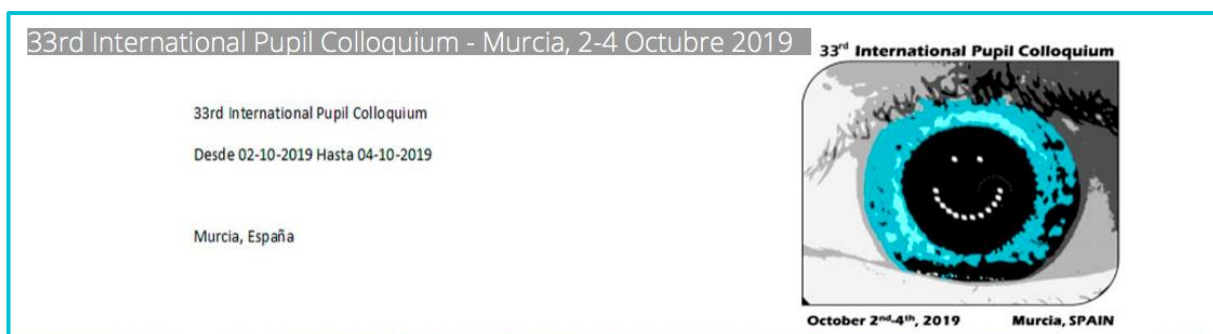 33rd International Pupil Colloquium - Murcia, 2-4 Octubre 2019
33rd International Pupil Colloquium
Desde 02-10-2019 Hasta 04-10-2019
Murcia, España
33rd International Pupil Colloquium
October 2nd-4th, 2019 Murcia, SPAIN